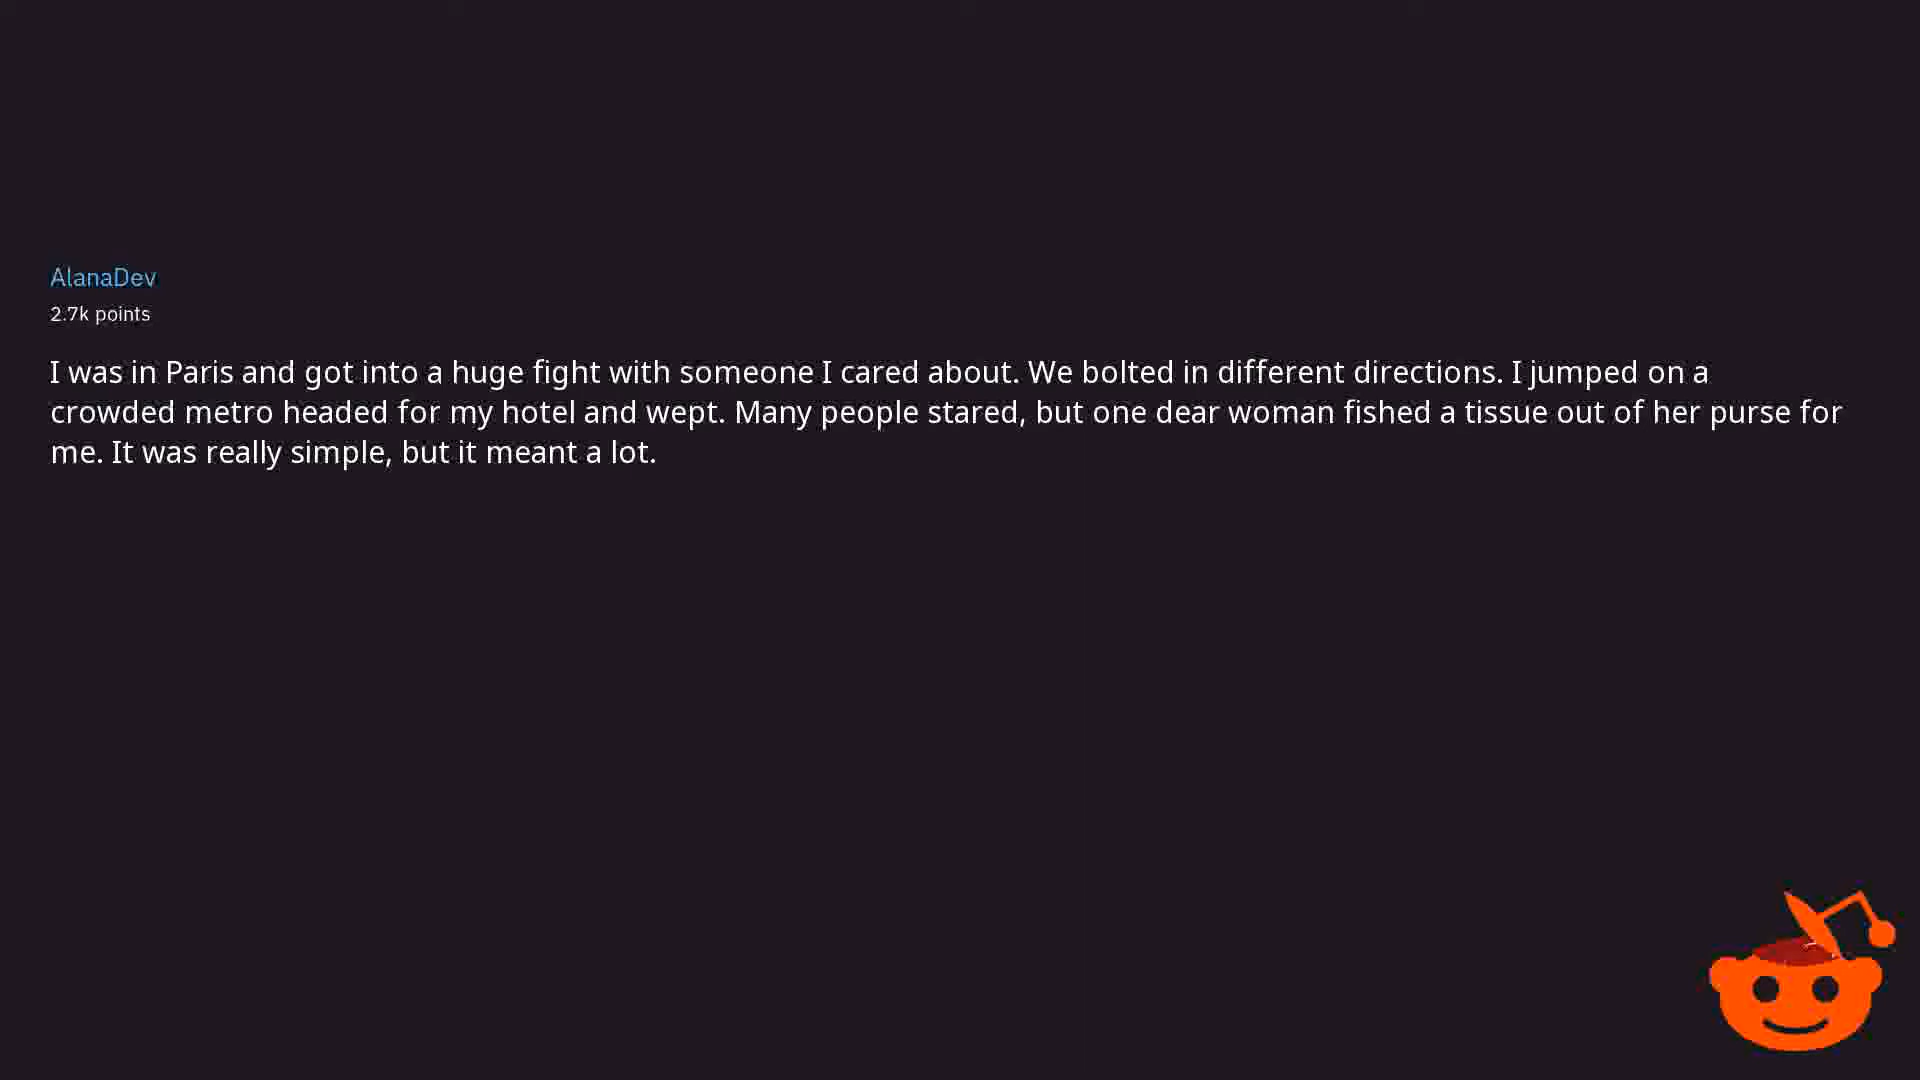 AlanaDev
2.7k points
I was in Paris and got into a huge fight with someone I cared about. We bolted in different directions. I jumped on a
crowded metro headed for my hotel and wept. Many people stared, but one dear woman fished a tissue out of her purse for
me. It was really simple, but it meant a lot.